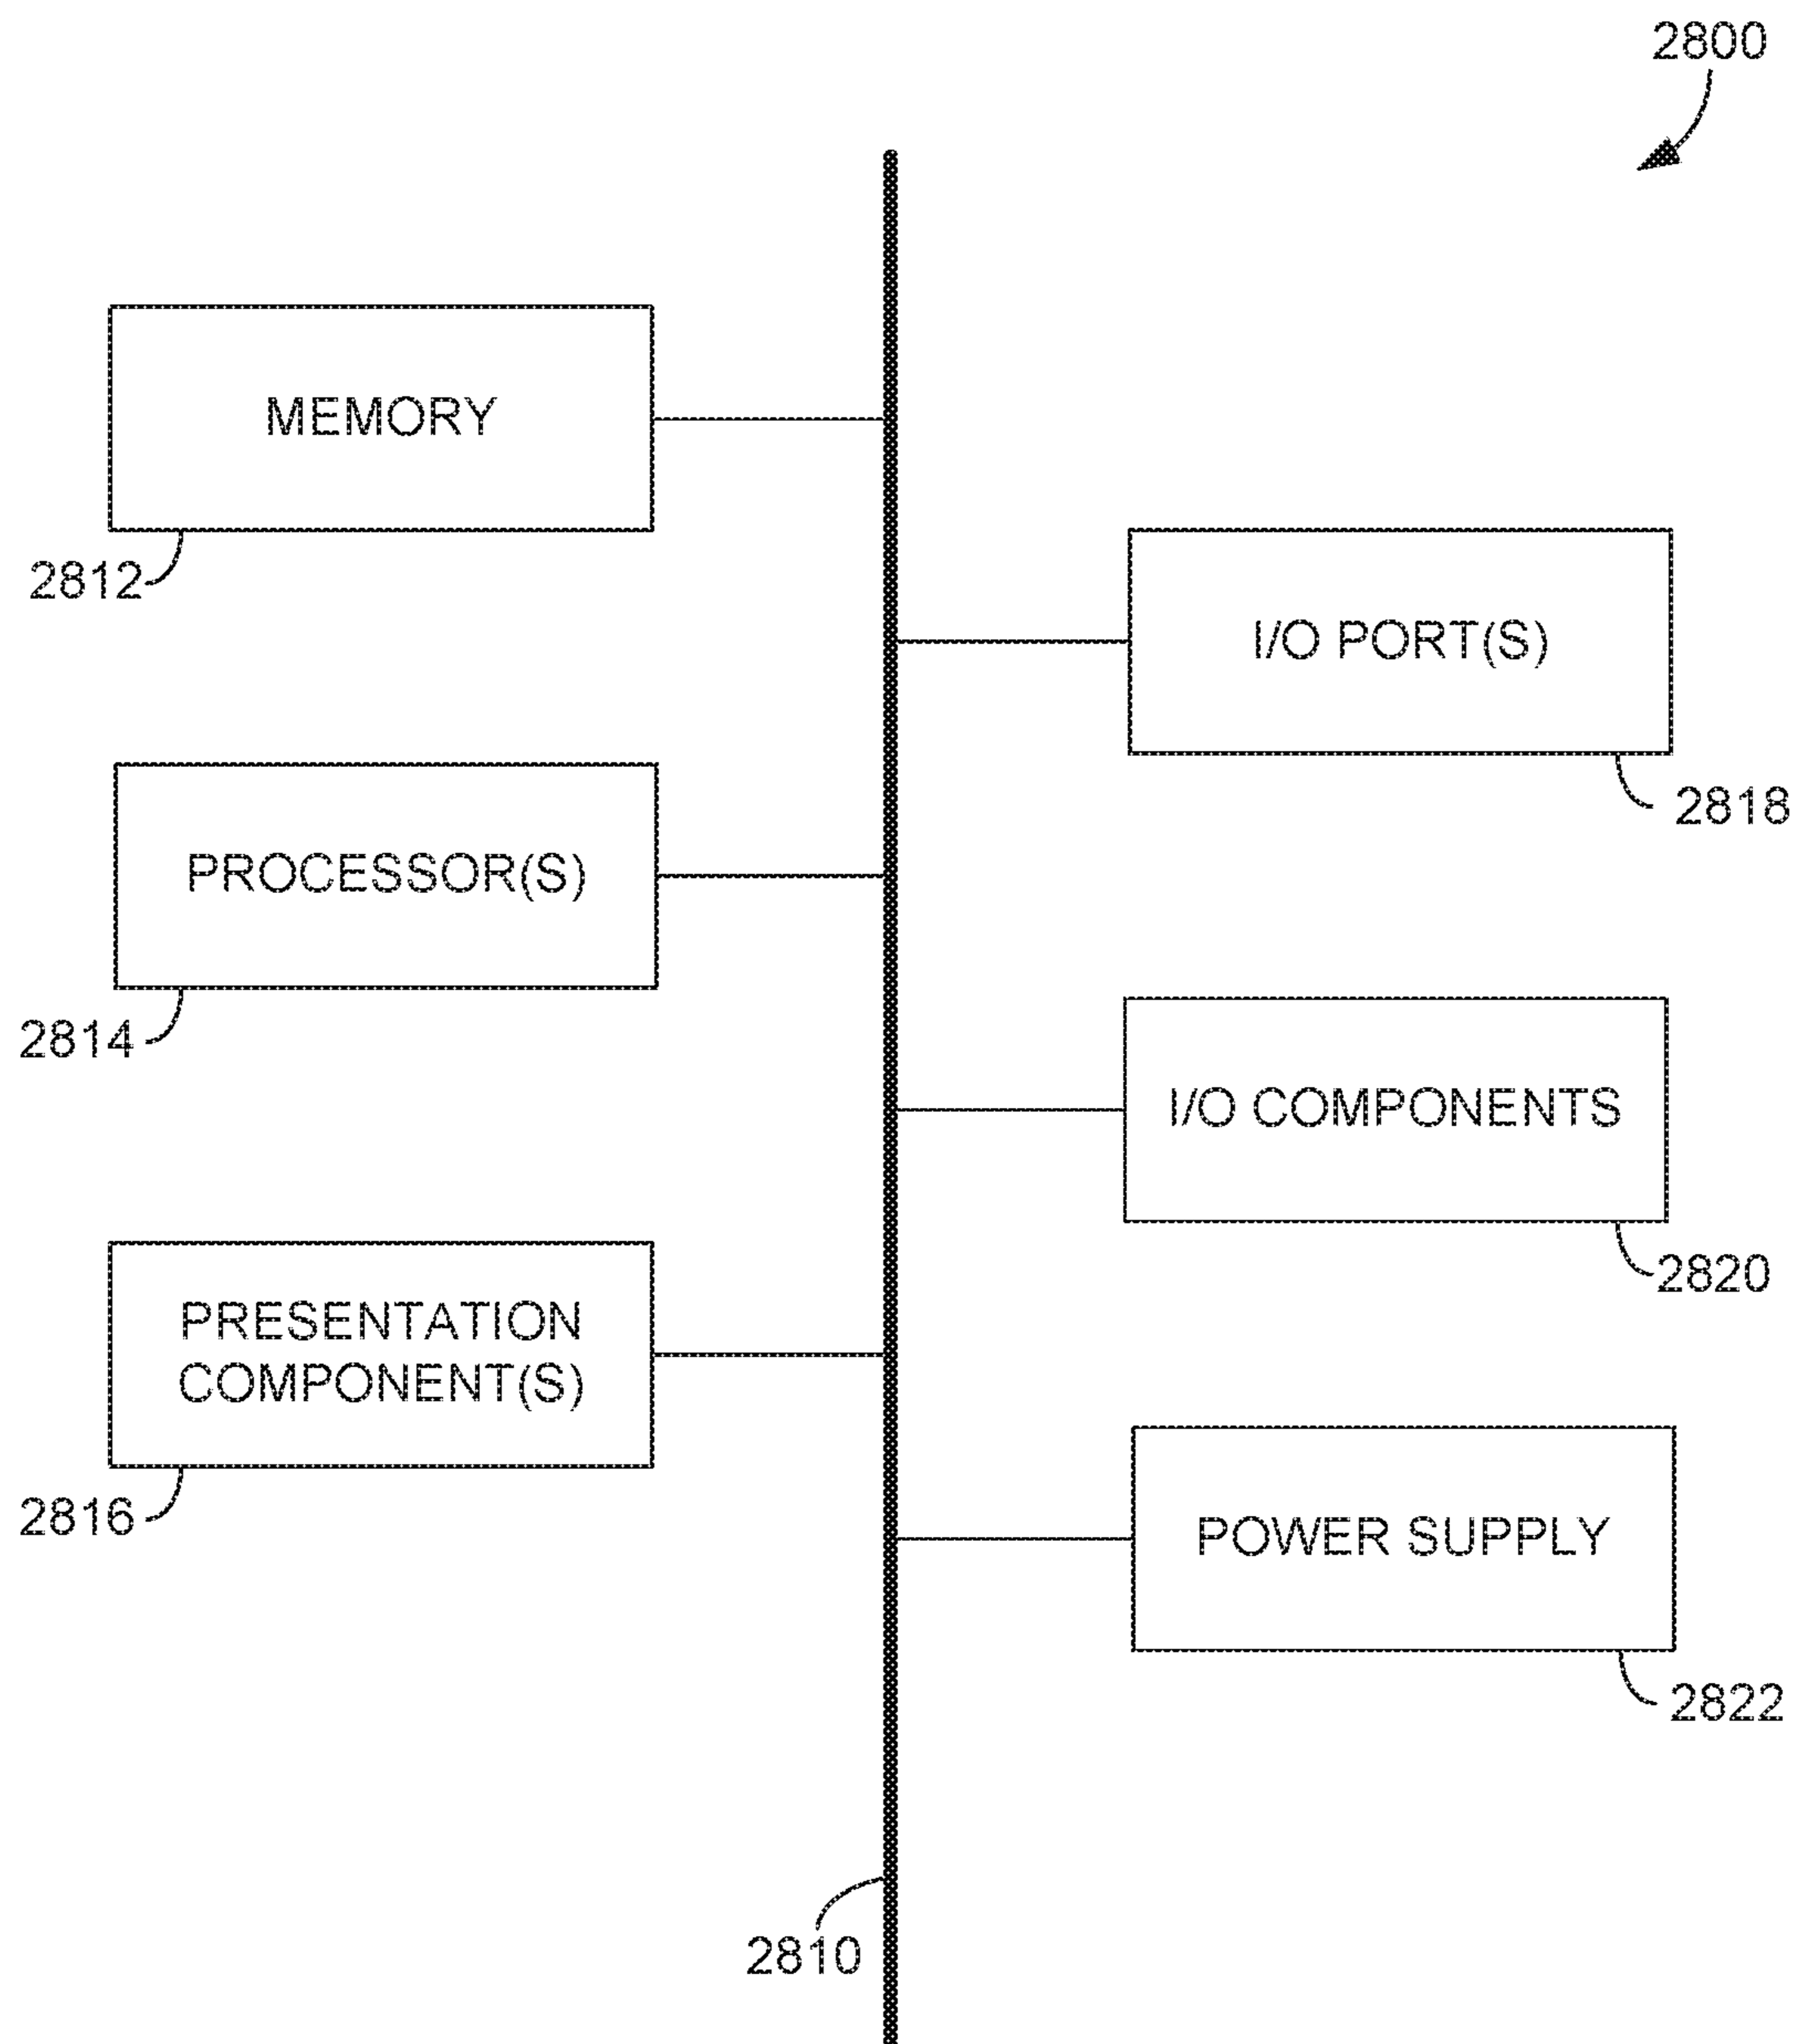 2800
MEMORY
2812
I/O PORT(S)
2818
PROCESSOR(S)
2814
I/O COMPONENTS
2820
PRESENTATION
COMPONENT(S)
2816
POWER SUPPLY
2822
2810